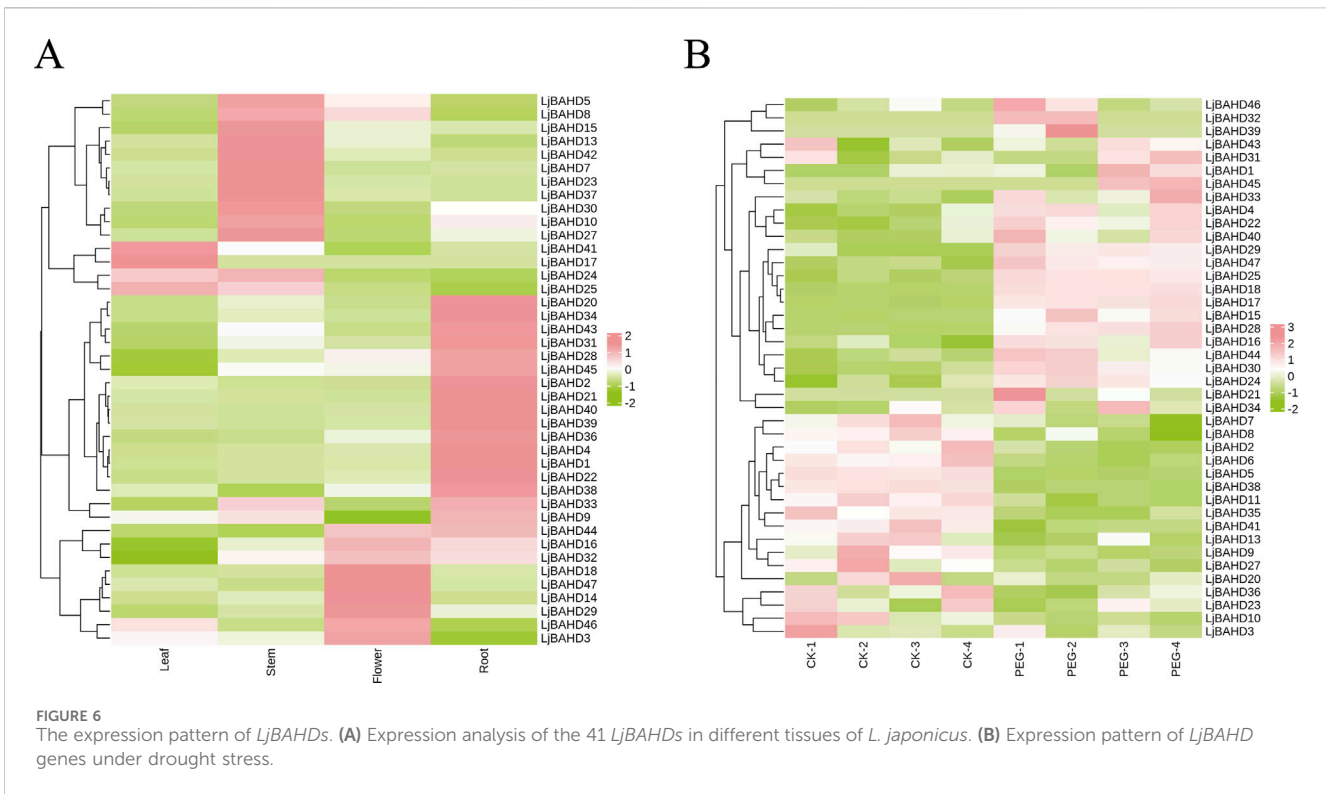 A
LjBAHD5
LjBAHD8
LjBAHD15
LjBAHD13
LjBAHD42
LjBAHD7
LjBAHD23
LjBAHD37
LjBAHD30
LjBAHD10
LjBAHD27
LjBAHD41
LjBAHD17
LjBAHD24
LjBAHD25
LjBAHD20
LjBAHD34
LjBAHD43
LjBAHD31
LjBAHD28
LjBAHD45
LjBAHD2
LjBAHD21
LjBAHD40
LjBAHD39
LjBAHD36
LjBAHD4
LjBAHD1
LjBAHD22
LjBAHD38
LjBAHD33
LjBAHD9
LjBAHD44
LjBAHD16
LjBAHD32
LjBAHD18
LjBAHD47
LjBAHD14
LjBAHD29
LjBAHD46
LjBAHD3
2
1
0
-1
-2
Leaf
Stem
Flower
Root
B
LjBAHD46
LjBAHD32
LjBAHD39
LjBAHD43
LjBAHD31
LjBAHD1
LjBAHD45
LjBAHD33
LjBAHD4
LjBAHD22
LjBAHD40
LjBAHD29
LjBAHD47
LjBAHD25
LjBAHD18
LjBAHD17
LjBAHD15
LjBAHD28
LjBAHD16
LjBAHD44
LjBAHD30
LjBAHD24
LjBAHD21
LjBAHD34
LjBAHD7
LjBAHD8
LjBAHD2
LjBAHD6
LjBAHD5
LjBAHD38
LjBAHD11
LjBAHD35
LjBAHD41
LjBAHD13
LjBAHD9
LjBAHD27
LjBAHD20
LjBAHD36
LjBAHD23
LjBAHD10
LjBAHD3
3
2
1
0
-1
-2
CK-1
CK-2
CK-3
CK-4
PEG-1
PEG-2
PEG-3
PEG-4
FIGURE 6
The expression pattern of LjBAHDs. (A) Expression analysis of the 41 LjBAHDs in different tissues of L. japonicus. (B) Expression pattern of LjBAHD
genes under drought stress.